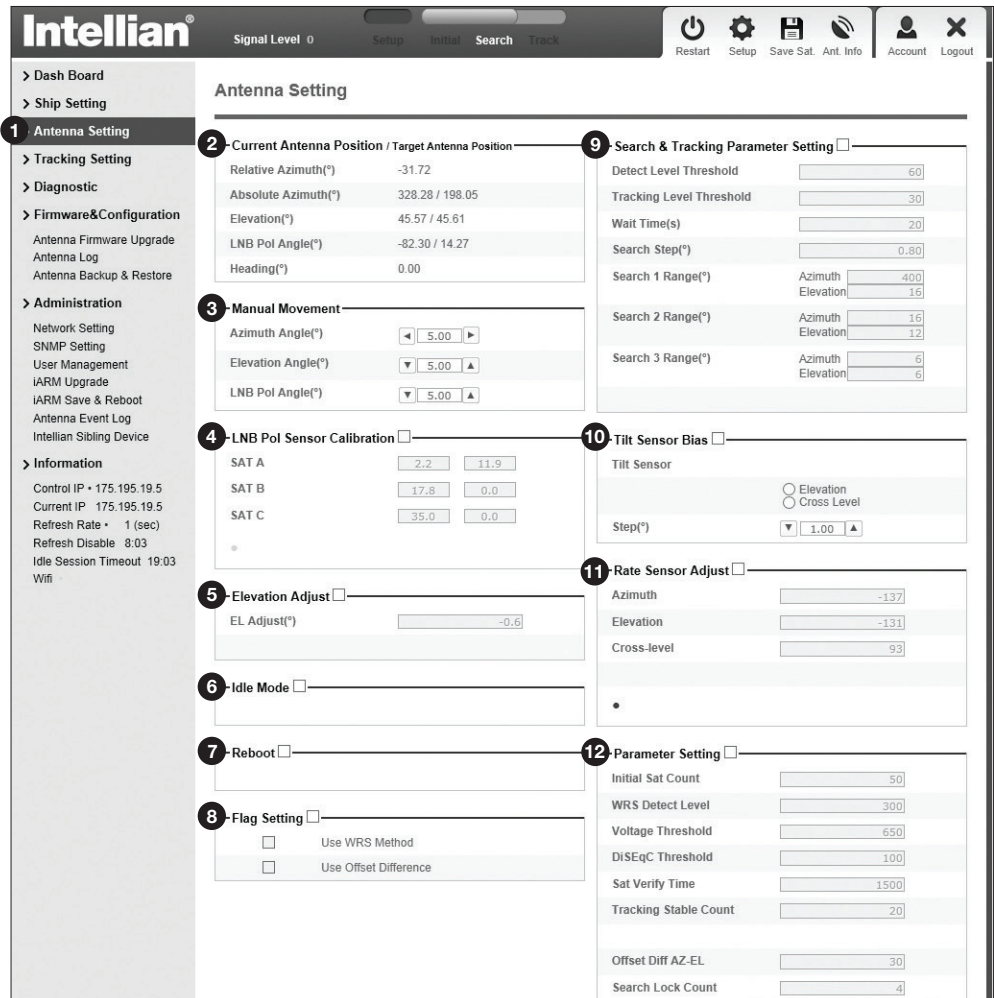 Intellian®
Signal Level 0
Setup Initial Search Track
Restart Setup Save Sat. Ant. Info Account Logout
> Dash Board
> Ship Setting
1 Antenna Setting
> Tracking Setting
> Diagnostic
> Firmware&Configuration
Antenna Firmware Upgrade
Antenna Log
Antenna Backup & Restore
> Administration
Network Setting
SNMP Setting
User Management
iARM Upgrade
iARM Save & Reboot
Antenna Event Log
Intellian Sibling Device
> Information
Control IP • 175.195.19.5
Current IP 175.195.19.5
Refresh Rate • 1 (sec)
Refresh Disable 8:03
Idle Session Timeout 19:03
Wifi
Antenna Setting
2 Current Antenna Position / Target Antenna Position
Relative Azimuth(°) -31.72
Absolute Azimuth(°) 328.28 / 198.05
Elevation(°) 45.57 / 45.61
LNB Pol Angle(°) -82.30 / 14.27
Heading(°) 0.00
3 Manual Movement
Azimuth Angle(°) ◄ 5.00 ►
Elevation Angle(°) ▼ 5.00 ▲
LNB Pol Angle(°) ▼ 5.00 ▲
4 LNB Pol Sensor Calibration
SAT A 2.2 11.9
SAT B 17.8 0.0
SAT C 35.0 0.0
5 Elevation Adjust
EL Adjust(°) -0.6
6 Idle Mode
7 Reboot
8 Flag Setting
Use WRS Method
Use Offset Difference
9 Search & Tracking Parameter Setting
Detect Level Threshold 60
Tracking Level Threshold 30
Wait Time(s) 20
Search Step(°) 0.80
Search 1 Range(°) Azimuth 400
Elevation 16
Search 2 Range(°) Azimuth 16
Elevation 12
Search 3 Range(°) Azimuth 6
Elevation 6
10 Tilt Sensor Bias
Tilt Sensor
Elevation
Cross Level
Step(°) ▼ 1.00 ▲
11 Rate Sensor Adjust
Azimuth -137
Elevation -131
Cross-level 93
12 Parameter Setting
Initial Sat Count 50
WRS Detect Level 300
Voltage Threshold 650
DiSEqC Threshold 100
Sat Verify Time 1500
Tracking Stable Count 20
Offset Diff AZ-EL 30
Search Lock Count 4